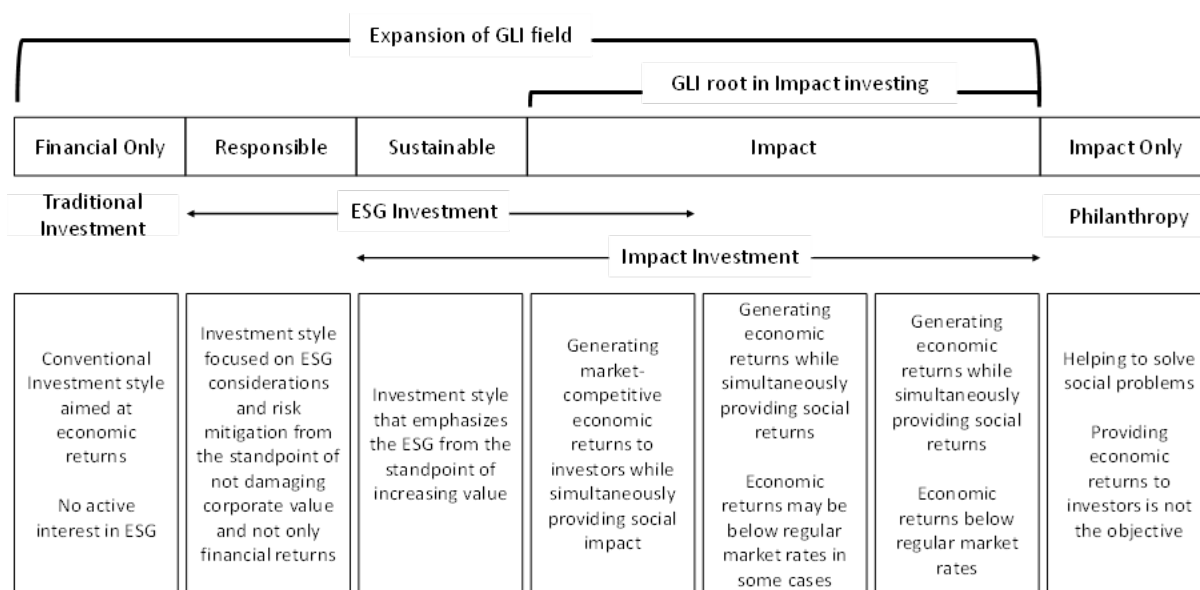 Expansion of GLI field
GLI root in Impact investing
Financial Only
Responsible
Sustainable
Impact
Impact Only
Traditional
Investment
ESG Investment
Philanthropy
Impact Investment
Conventional
Investment style
aimed at
economic
returns
No active
interest in ESG
Investment style
focused on ESG
considerations
and risk
mitigation from
the standpoint of
not damaging
corporate value
and not only
financial returns
Investment style
that emphasizes
the ESG from the
standpoint of
increasing value
Generating
market-
competitive
economic
returns to
investors while
simultaneously
providing social
impact
Generating
economic
returns while
simultaneously
providing social
returns
Economic
returns may be
below regular
market rates in
some cases
Generating
economic
returns while
simultaneously
providing social
returns
Economic
returns below
regular market
rates
Helping to solve
social problems
Providing
economic
returns to
investors is not
the objective